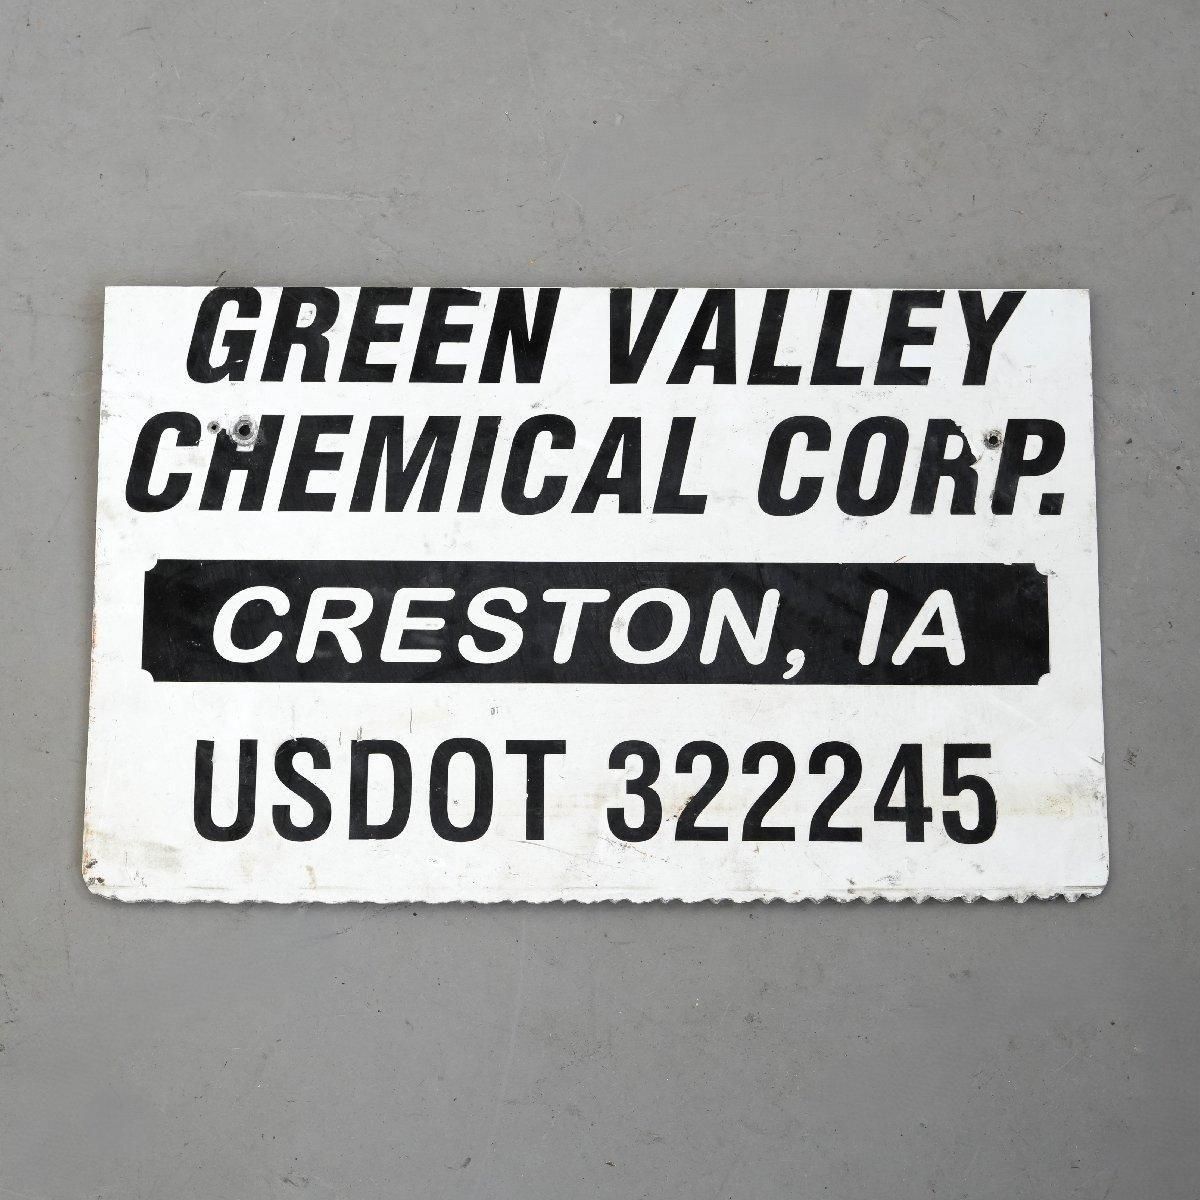 GREEN VALLEY
CHEMICAL CORP.
CRESTON, IA
USDOT 322245